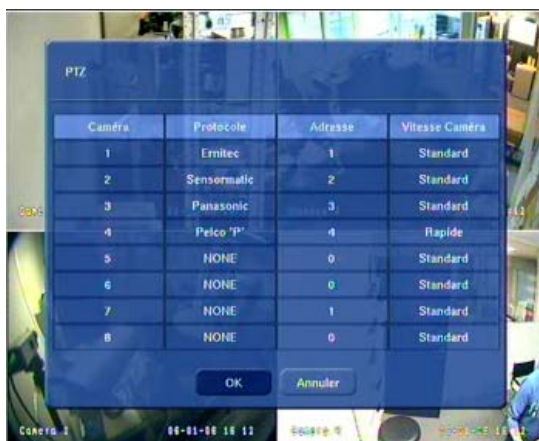 PTZ
Caméra Protocole Adresse Vitesse Caméra
1 Ernitec 1 Standard
2 Sensormatic 2 Standard
3 Panasonic 3 Standard
4 Pelco 'P' 4 Rapide
5 NONE 0 Standard
6 NONE 0 Standard
7 NONE 1 Standard
8 NONE 0 Standard
OK Annuler
Camera 3 06-01-06 16 12